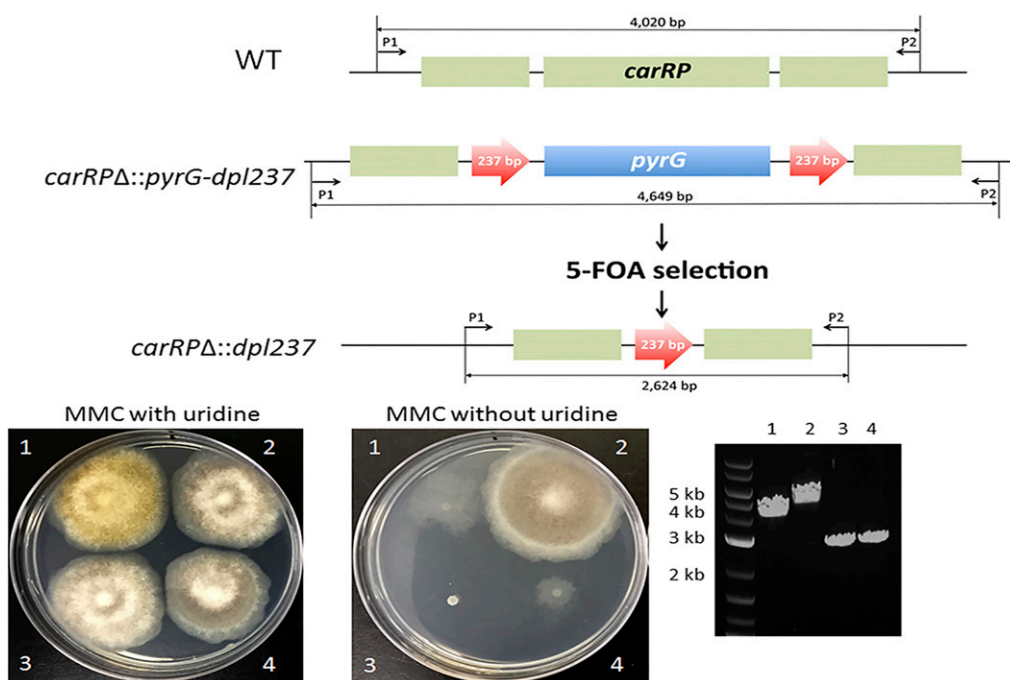 4,020 bp
WT
P1
P2
carRP
carRPΔ::pyrG-dpl237
237 bp
pyrG
237 bp
P1
P2
4,649 bp
5-FOA selection
carRPΔ::dpl237
P1
P2
237 bp
2,624 bp
MMC with uridine
MMC without uridine
1 2
3 4
1 2
3 4
1 2 3 4
5 kb
4 kb
3 kb
2 kb